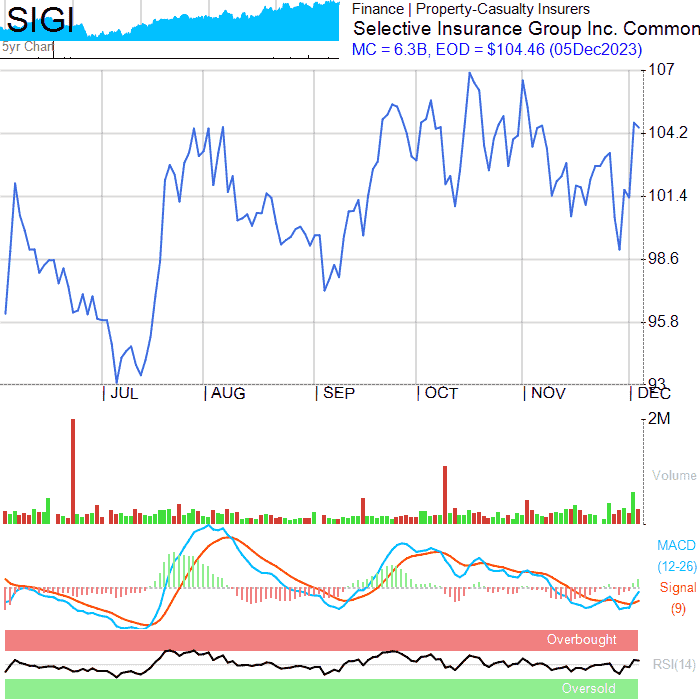 SIGI
5yr Chart
Finance | Property-Casualty Insurers
Selective Insurance Group Inc. Common
MC = 6.3B, EOD = $104.46 (05Dec2023)
107
104.2
101.4
98.6
95.8
93
JUL AUG SEP OCT NOV DEC
2M
Volume
MACD
(12-26)
Signal
(9)
Overbought
RSI(14)
Oversold